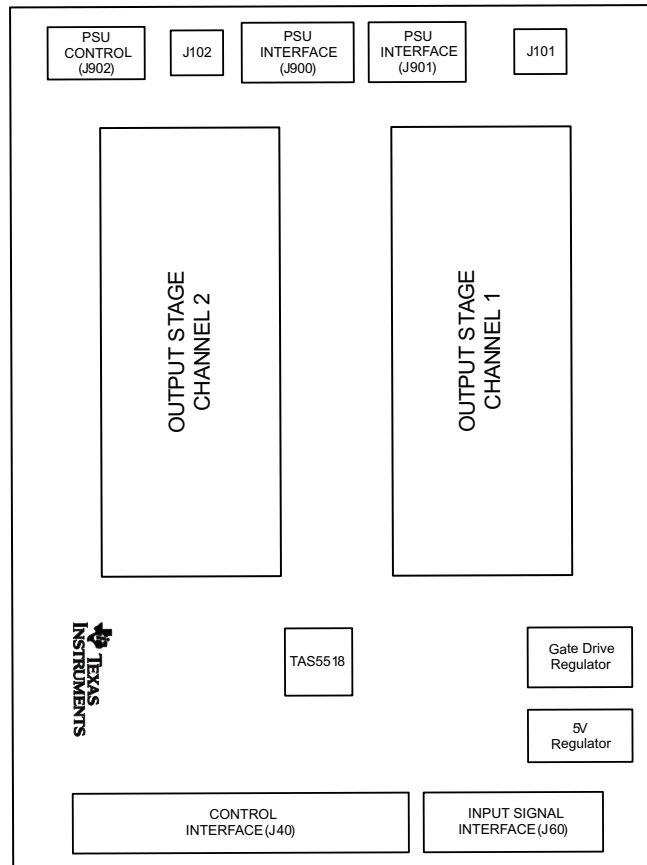 PSU
CONTROL
(J902)
J102
PSU
INTERFACE
(J900)
PSU
INTERFACE
(J901)
J101
OUTPUT STAGE
CHANNEL 2
OUTPUT STAGE
CHANNEL 1
TEXAS
INSTRUMENTS
TAS5518
Gate Drive
Regulator
5V
Regulator
CONTROL
INTERFACE (J40)
INPUT SIGNAL
INTERFACE (J60)